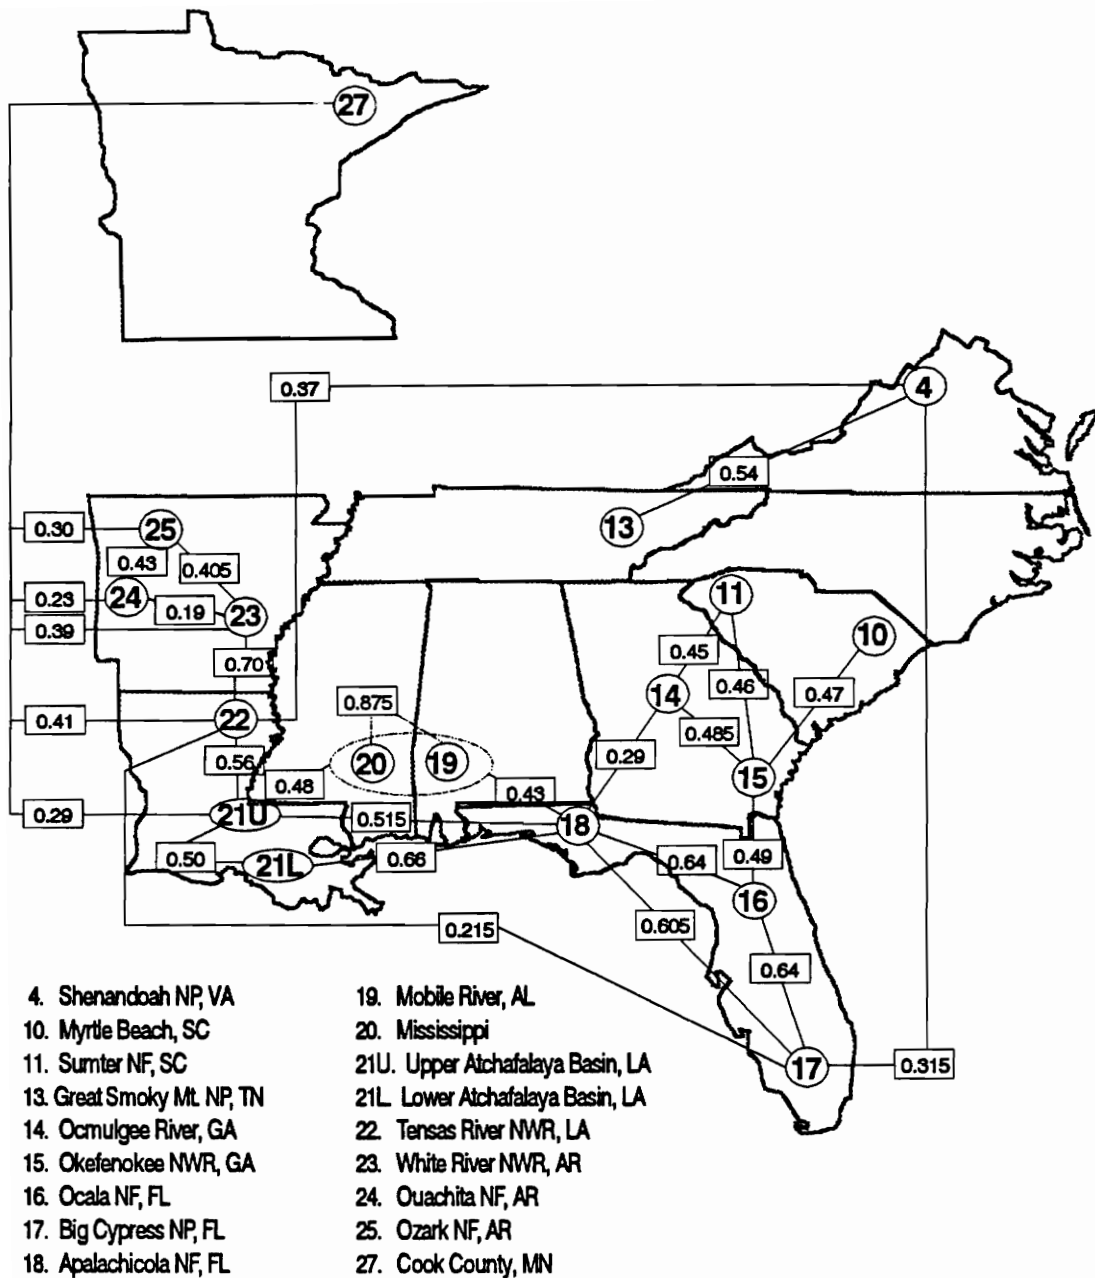 27
0.37
4
0.54
13
0.30
25
0.43
0.405
24
0.23
0.19
23
0.39
11
10
0.45
0.70
14
0.46
0.47
0.875
0.41
22
0.485
0.29
0.56
20
19
15
0.48
0.43
0.29
21U
0.515
18
0.50
21L
0.66
0.64
0.49
16
0.215
0.605
0.64
17
0.315
4. Shenandoah NP, VA
10. Myrtle Beach, SC
11. Sumter NF, SC
13. Great Smoky Mt. NP, TN
14. Ocmulgee River, GA
15. Okefenokee NWR, GA
16. Ocala NF, FL
17. Big Cypress NP, FL
18. Apalachicola NF, FL
19. Mobile River, AL
20. Mississippi
21U. Upper Atchafalaya Basin, LA
21L. Lower Atchafalaya Basin, LA
22. Tensas River NWR, LA
23. White River NWR, AR
24. Ouachita NF, AR
25. Ozark NF, AR
27. Cook County, MN